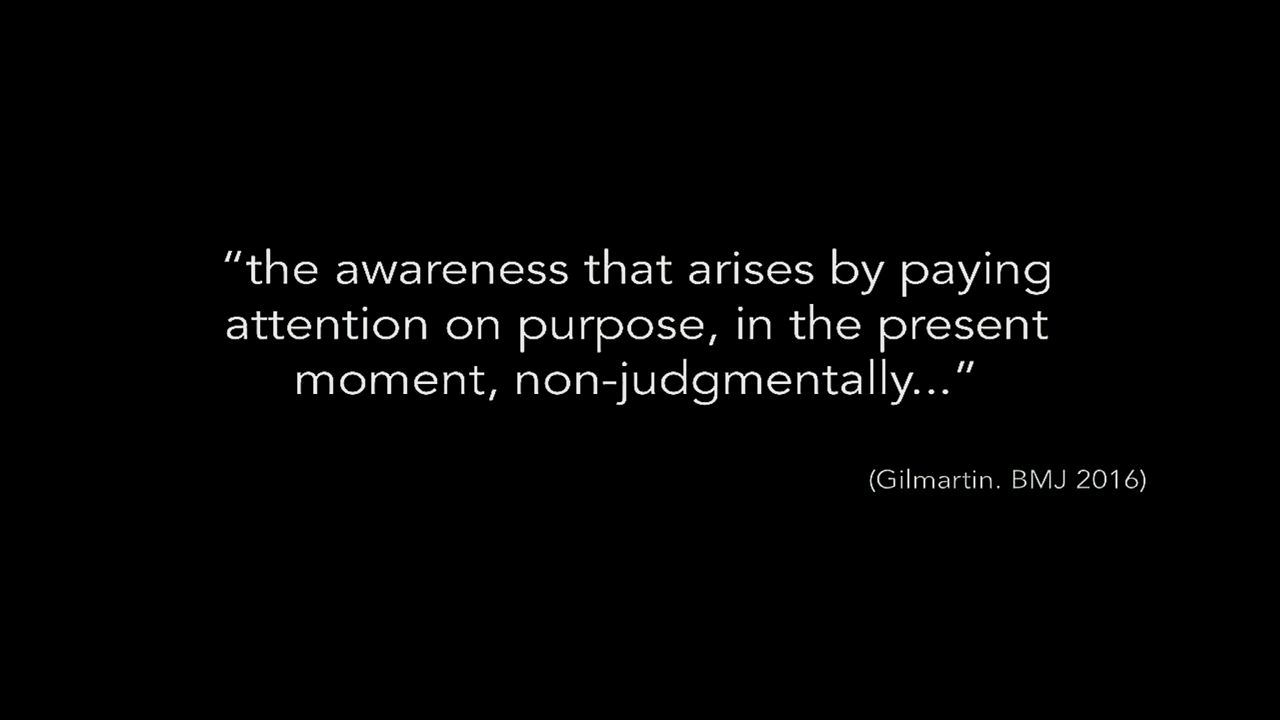 “the awareness that arises by paying
attention on purpose, in the present
moment, non-judgmentally...”
(Gilmartin. BMJ 2016)